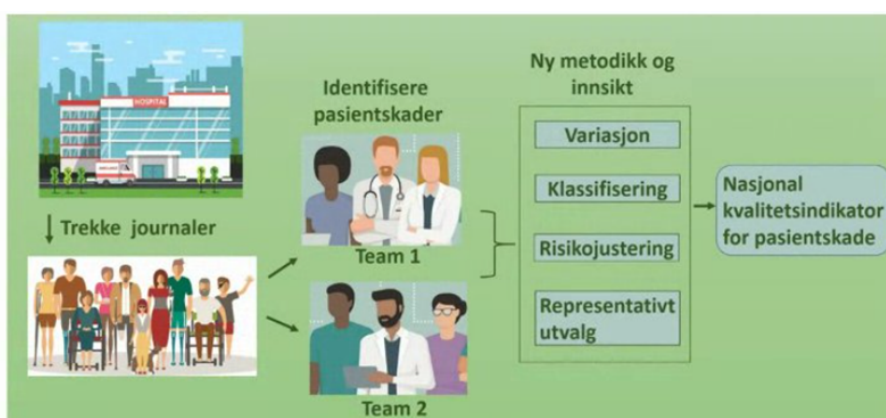 HOSPITAL
AMBULANCE
Trekke journaler
Identifisere
pasientskader
Team 1
Team 2
Ny metodikk og
innsikt
Variasjon
Klassifisering
Risikojustering
Representativt
utvalg
Nasjonal
kvalitetsindikator
for pasientskade